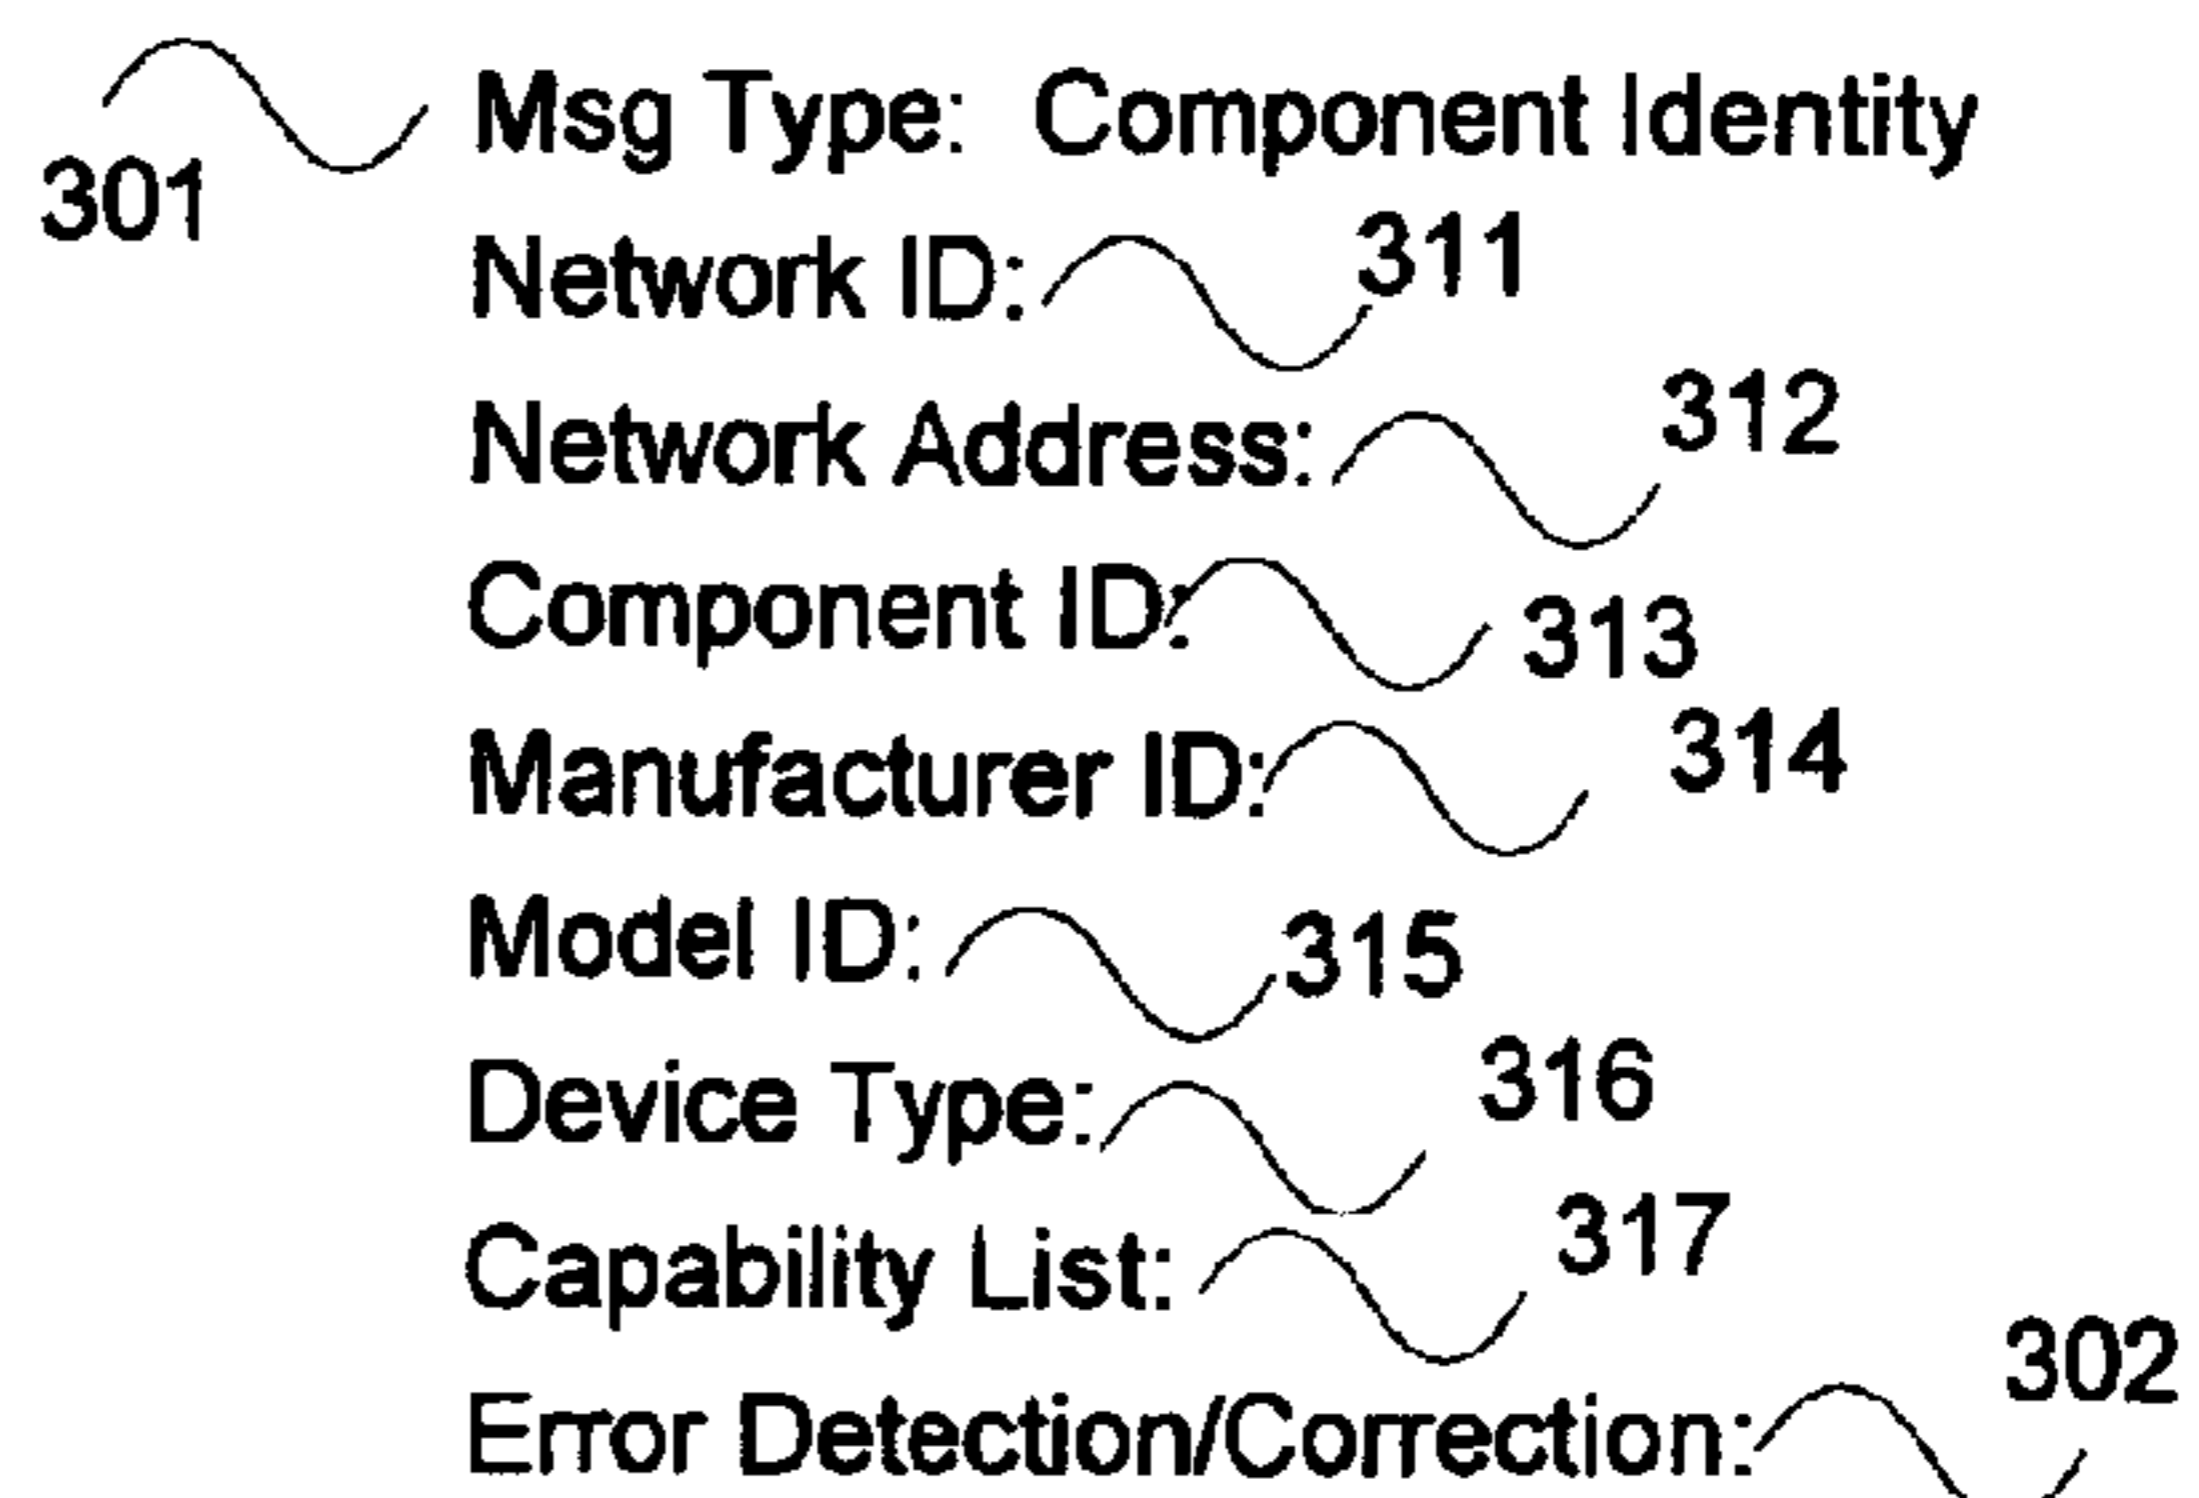 Msg Type: Component Identity
301
Network ID: 311
Network Address: 312
Component ID: 313
Manufacturer ID: 314
Model ID: 315
Device Type: 316
Capability List: 317
Error Detection/Correction: 302